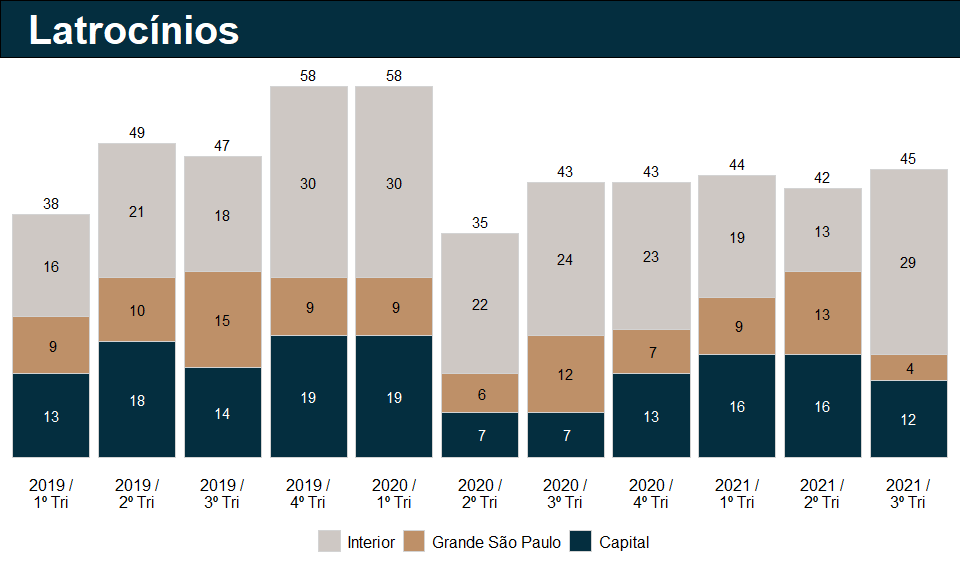 Latrocínios
58 58
49
47
45
44
43 43
42
38
35
16 21 18 30 30 22 24 23 19 13 29
9 10 15 9 9 6 12 7 9 13 4
13 18 14 19 19 7 7 13 16 16 12
2019 / 2019 / 2019 / 2019 / 2020 / 2020 / 2020 / 2020 / 2021 / 2021 / 2021 /
1º Tri 2º Tri 3º Tri 4º Tri 1º Tri 2º Tri 3º Tri 4º Tri 1º Tri 2º Tri 3º Tri
Interior Grande São Paulo Capital